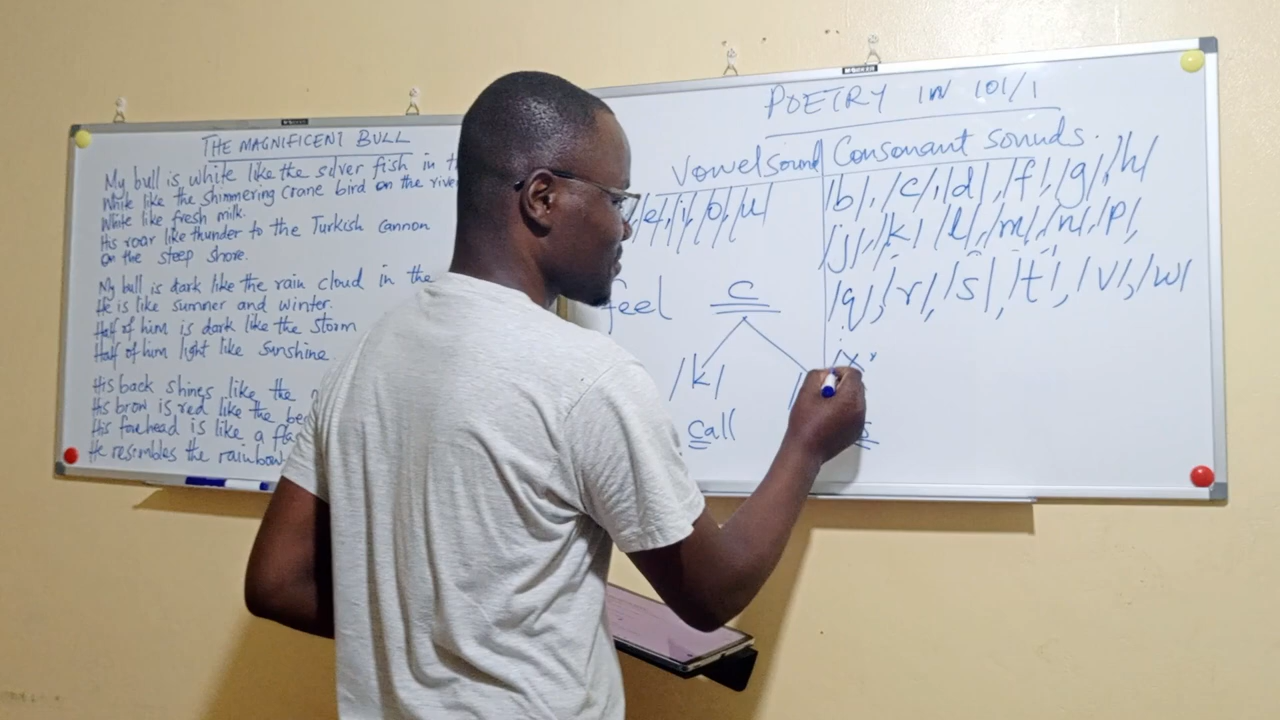 THE MAGNIFICENT BULL
My bull is white like the silver fish in
White like the shimmering crane bird on the river
White like fresh milk.
His roar like thunder to the Turkish cannon
on the steep shore.
My bull is dark like the rain cloud in the
He is like summer and winter.
Half of him is dark like the storm
Half of him light like sunshine.
His back shines like the
His brow is red like the
His forehead is like a
He resembles the rainbow
POETRY IN 101/1
Vowel sound
/e/, /i/, /o/, /u/
Consonant sounds.
/b/, /c/, /d/, /f/, /g/, /h/
/j/, /k/ /l/, /m/, /n/, /p/,
/q/, /r/, /s/, /t/, /v/, /w/
feel
c
/k/
call